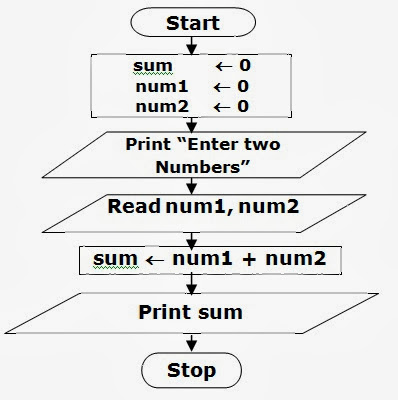 Start
sum ← 0
num1 ← 0
num2 ← 0
Print “Enter two
Numbers”
Read num1, num2
sum ← num1 + num2
Print sum
Stop